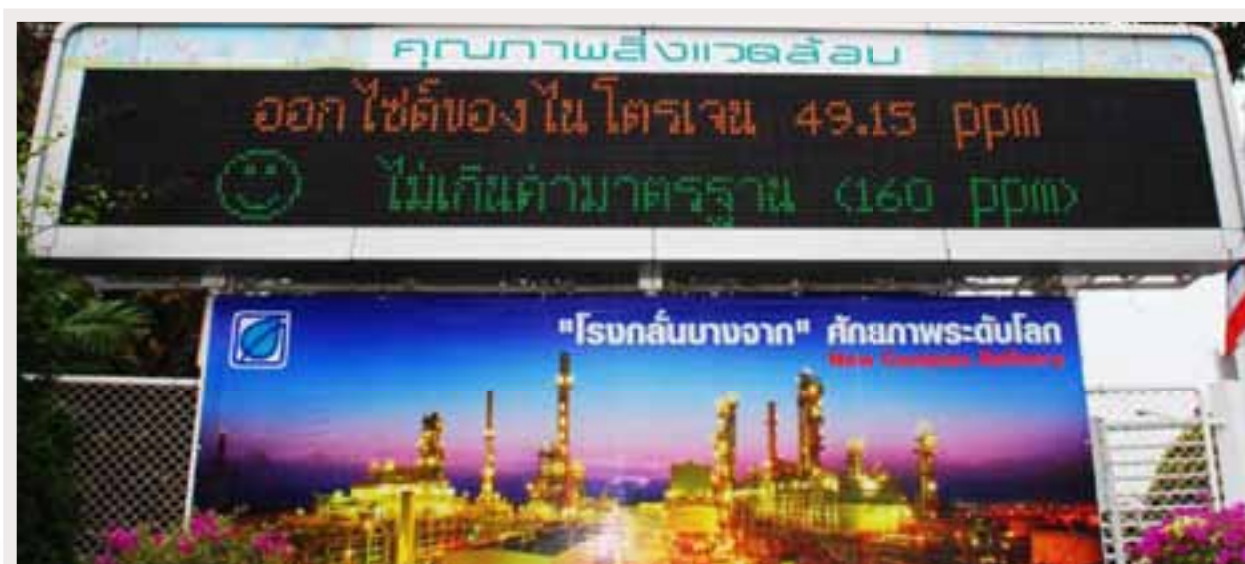 คุณภาพสิ่งแวดล้อม
ออกไซด์ของไนโตรเจน 49.15 ppm
ไม่เกินค่ามาตรฐาน (160 ppm)
"โรงกลั่นบางจาก" ศักยภาพระดับโลก
Refinery